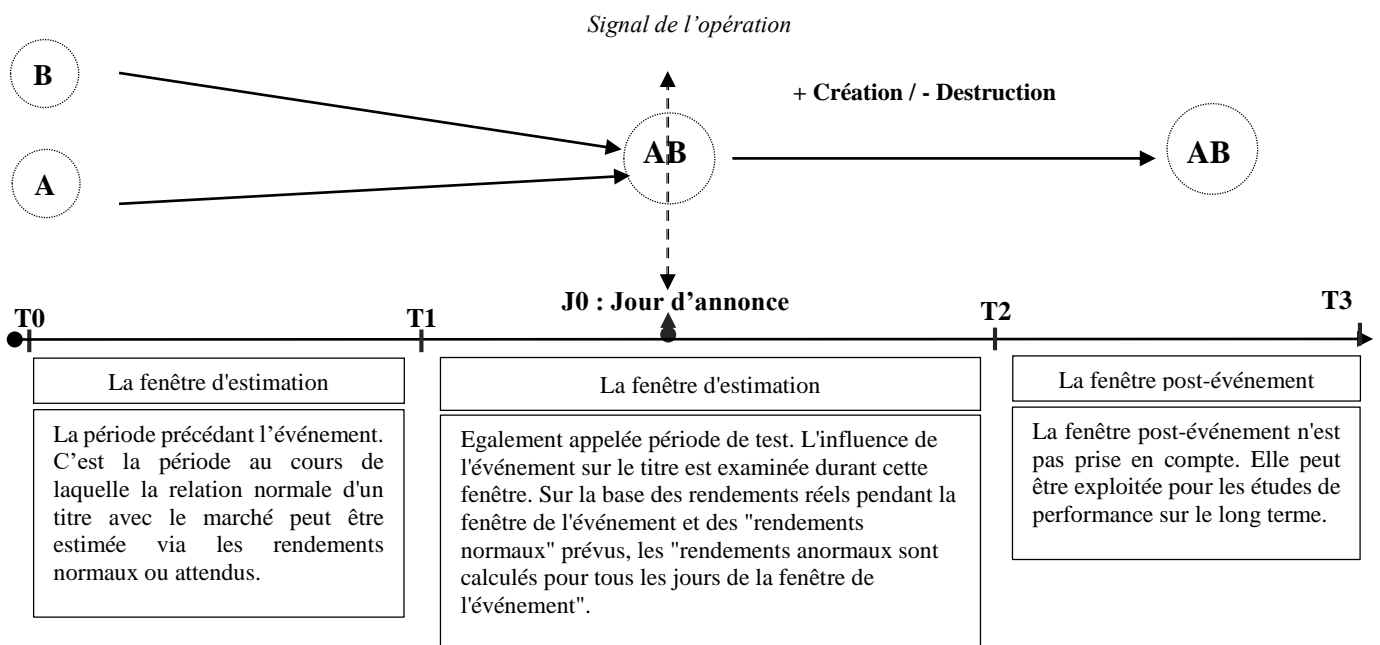 Signal de l’opération
B
+ Création / - Destruction
AB
AB
A
J0 : Jour d’annonce
T0
T1
T2
T3
La fenêtre d'estimation
La période précédant l’événement.
C’est la période au cours de
laquelle la relation normale d'un
titre avec le marché peut être
estimée via les rendements
normaux ou attendus.
La fenêtre d'estimation
Egalement appelée période de test. L'influence de
l'événement sur le titre est examinée durant cette
fenêtre. Sur la base des rendements réels pendant la
fenêtre de l'événement et des "rendements
normaux" prévus, les "rendements anormaux sont
calculés pour tous les jours de la fenêtre de
l'événement".
La fenêtre post-événement
La fenêtre post-événement n'est
pas prise en compte. Elle peut
être exploitée pour les études de
performance sur le long terme.